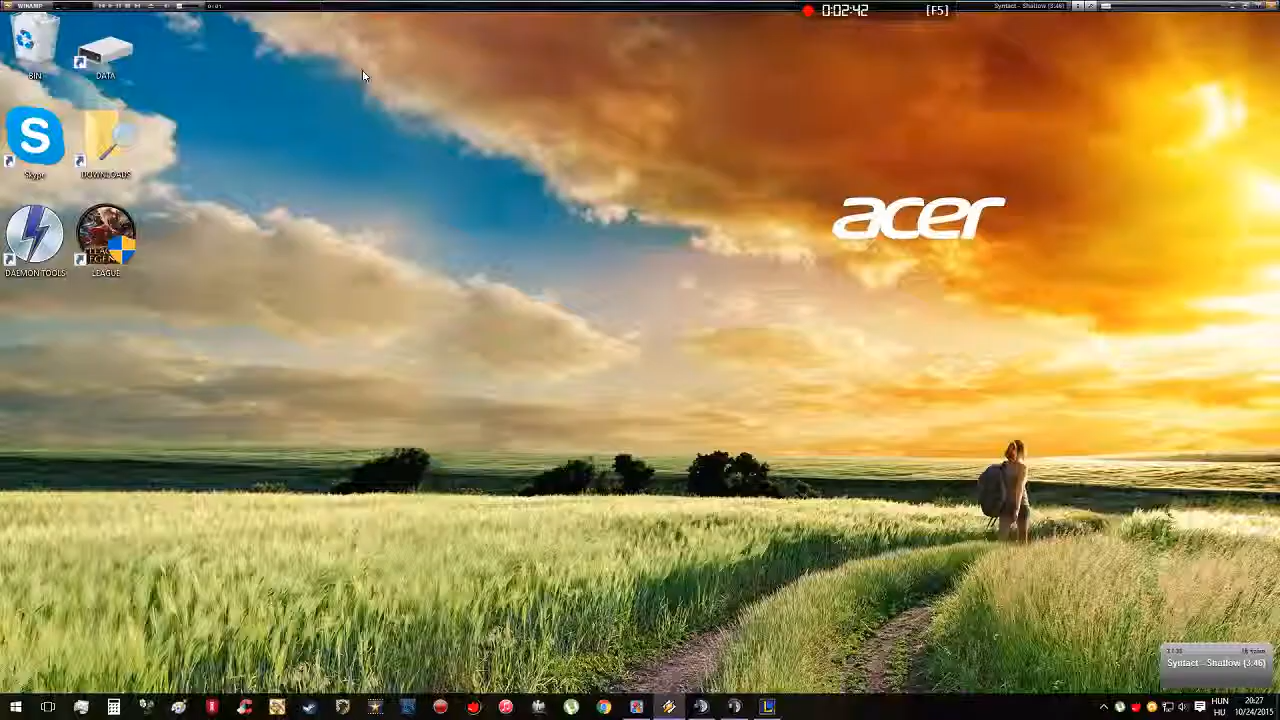 WINAMP
0:02:42
[F5]
Syntact - Shallow (3:46)
BIN
DATA
Skype
DOWNLOADS
DAEMON TOOLS
LEAGUE
acer
Syntact - Shallow (3:46)
HUN
HU
20:27
10/24/2015